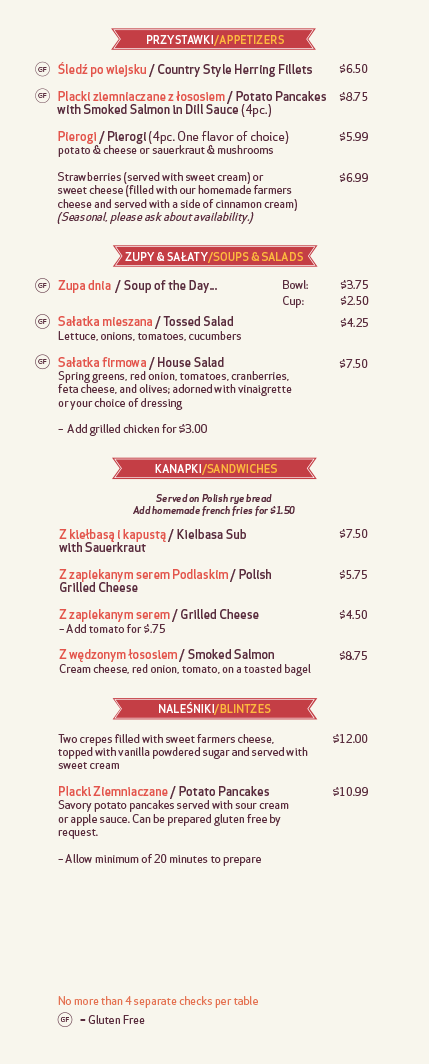 PRZYSTAWKI/APPETIZERS
GF Śledź po wiejsku / Country Style Herring Fillets $6.50
GF Placki ziemniaczane z łososiem / Potato Pancakes $8.75
with Smoked Salmon in Dill Sauce (4pc.)
Pierogi / Pierogi (4pc. One flavor of choice) $5.99
potato & cheese or sauerkraut & mushrooms
Strawberries (served with sweet cream) or $6.99
sweet cheese (filled with our homemade farmers
cheese and served with a side of cinnamon cream)
(Seasonal, please ask about availability.)
ZUPY & SAŁATY/SOUPS & SALADS
GF Zupa dnia / Soup of the Day... Bowl: $3.75
Cup: $2.50
GF Sałatka mieszana / Tossed Salad $4.25
Lettuce, onions, tomatoes, cucumbers
GF Sałatka firmowa / House Salad $7.50
Spring greens, red onion, tomatoes, cranberries,
feta cheese, and olives; adorned with vinaigrette
or your choice of dressing
– Add grilled chicken for $3.00
KANAPKI/SANDWICHES
Served on Polish rye bread
Add homemade french fries for $1.50
Z kiełbasą i kapustą / Kielbasa Sub $7.50
with Sauerkraut
Z zapiekanym serem Podlaskim / Polish $5.75
Grilled Cheese
Z zapiekanym serem / Grilled Cheese $4.50
– Add tomato for $.75
Z wędzonym łososiem / Smoked Salmon $8.75
Cream cheese, red onion, tomato, on a toasted bagel
NALEŚNIKI/BLINTZES
Two crepes filled with sweet farmers cheese, $12.00
topped with vanilla powdered sugar and served with
sweet cream
Placki Ziemniaczane / Potato Pancakes $10.99
Savory potato pancakes served with sour cream
or apple sauce. Can be prepared gluten free by
request.
– Allow minimum of 20 minutes to prepare
No more than 4 separate checks per table
GF = Gluten Free